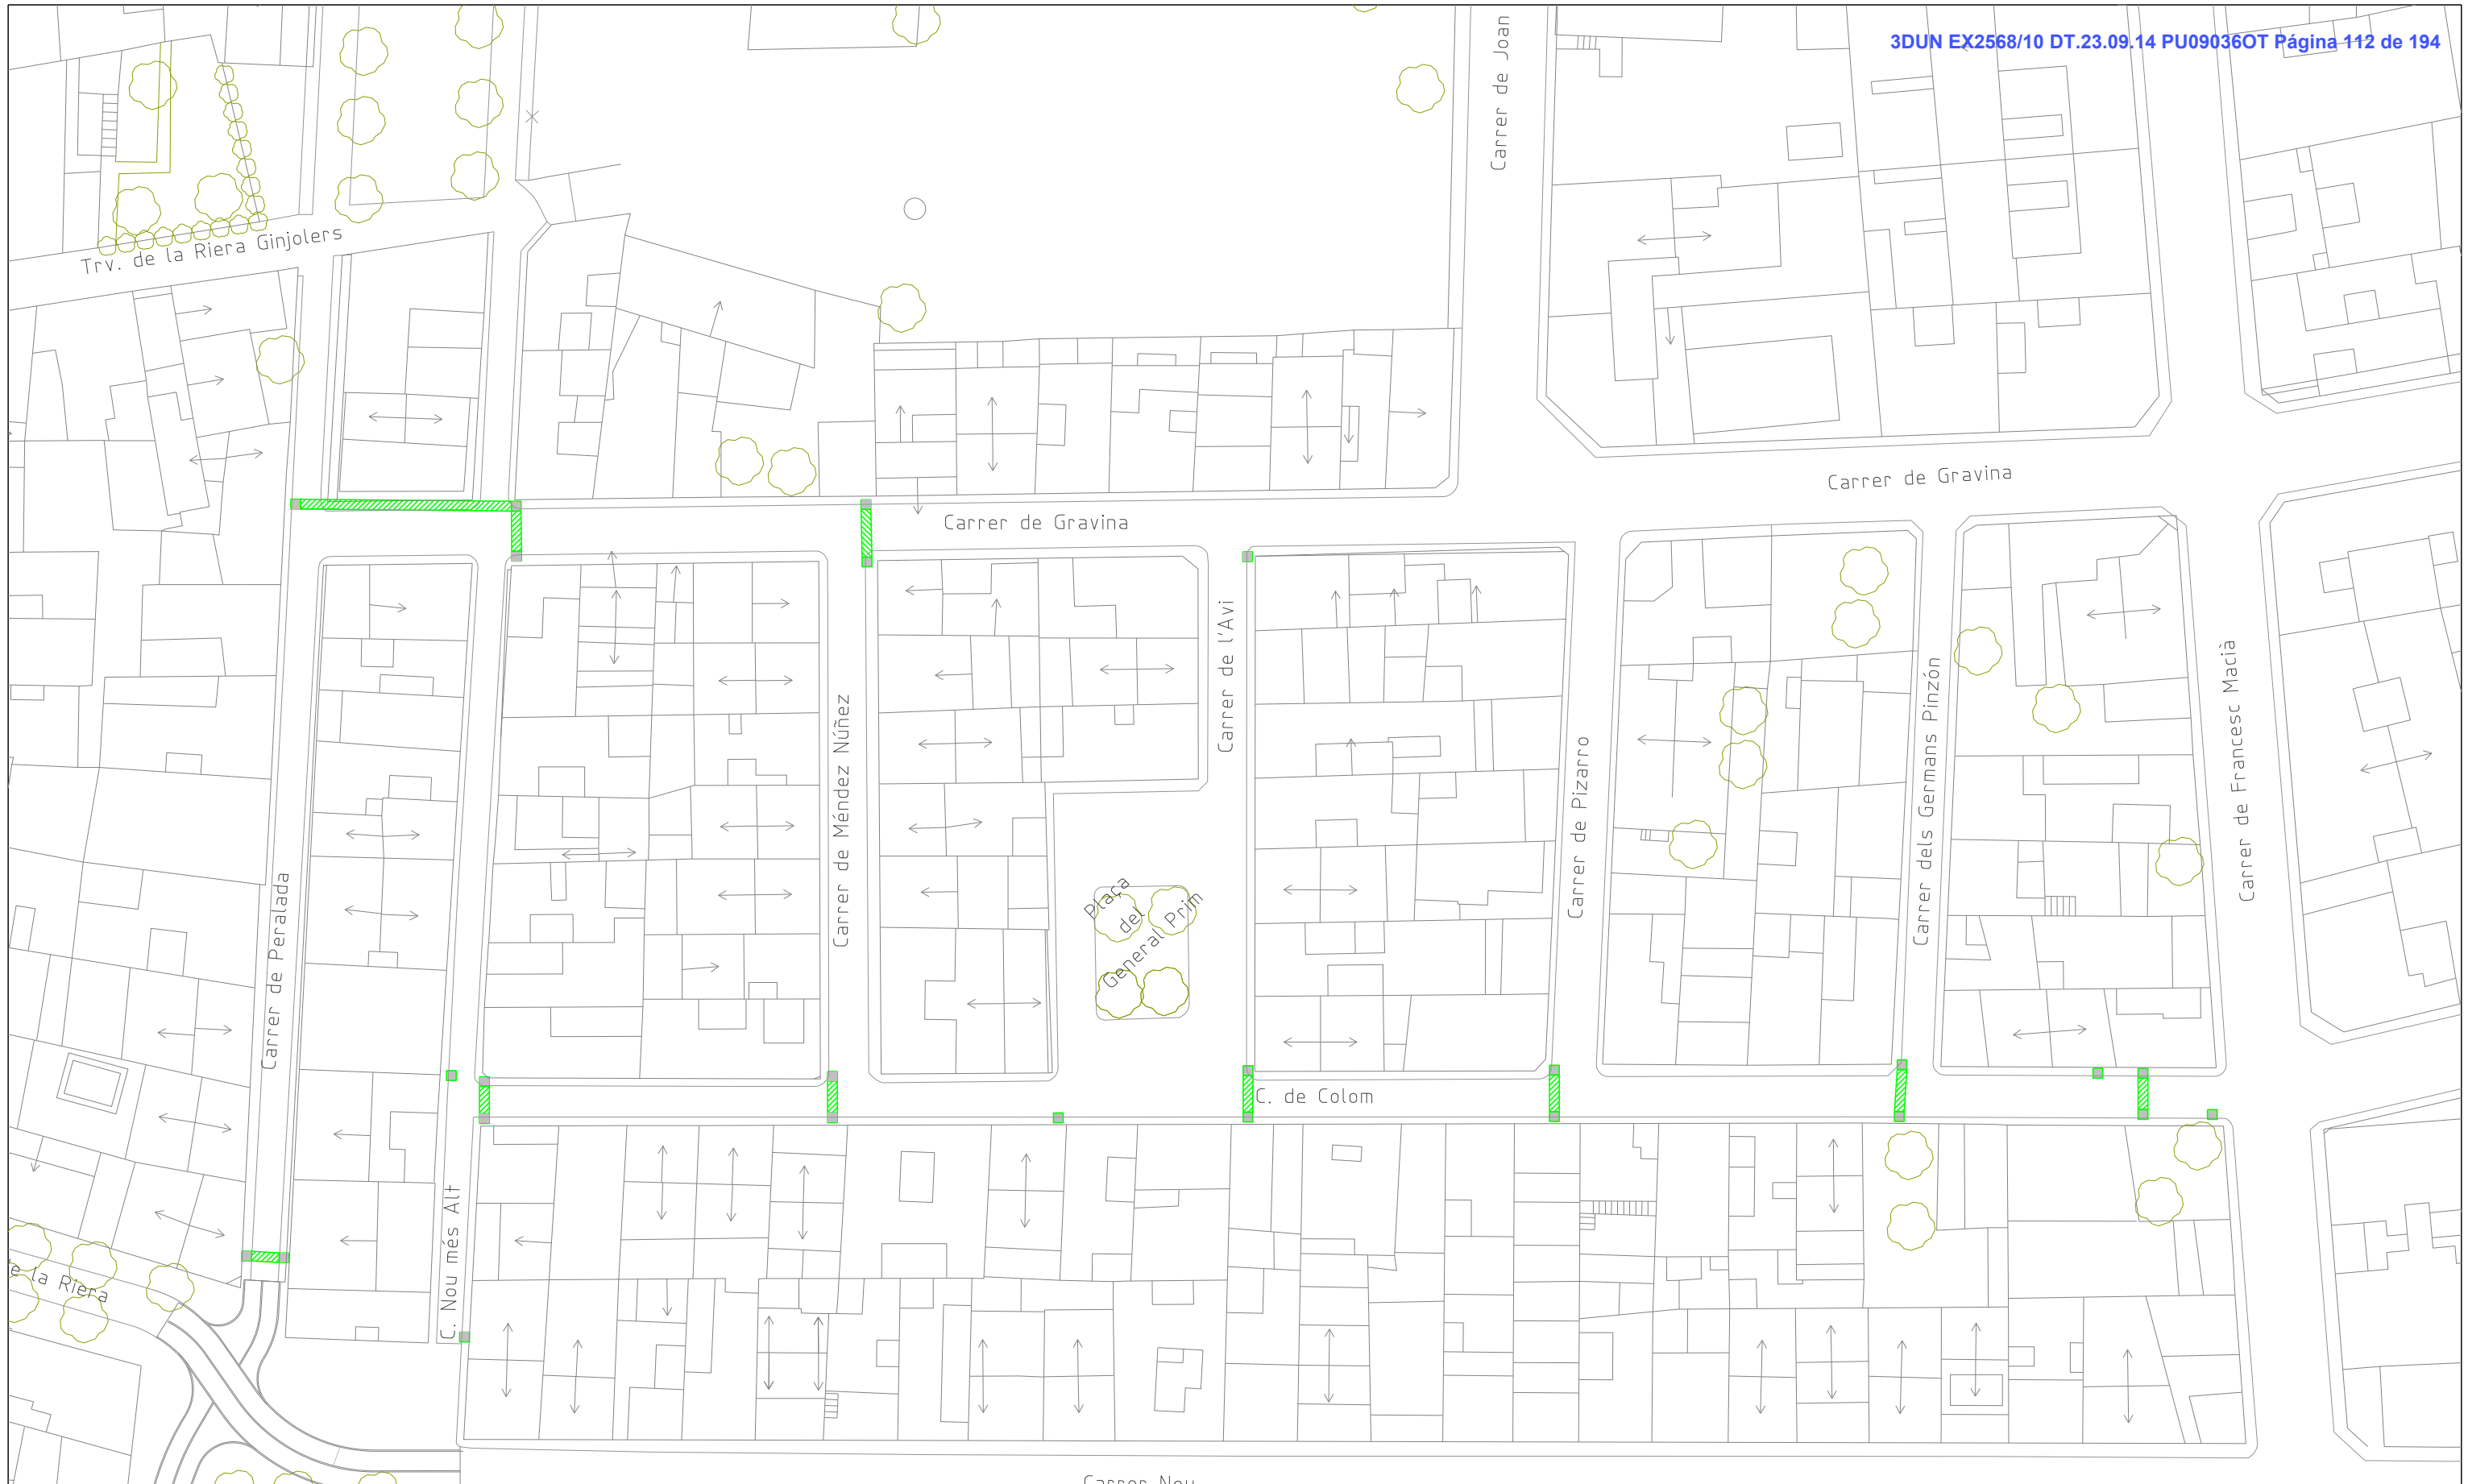 3DUN EX2568/10 DT.23.09.14 PU09036OT Página 112 de 194
Carrer de Joan
Trv. de la Riera Ginjolers
Carrer de Gravina
Carrer de Gravina
Carrer de l'Avi
Carrer de Méndez Núñez
Carrer de Pizarro
Carrer dels Germans Pinzón
Carrer de Francesc Macià
Carrer de Peralada
Plaça
del
General Prim
C. de Colom
C. Nou més Alt
e la Riera
Carrer Nou